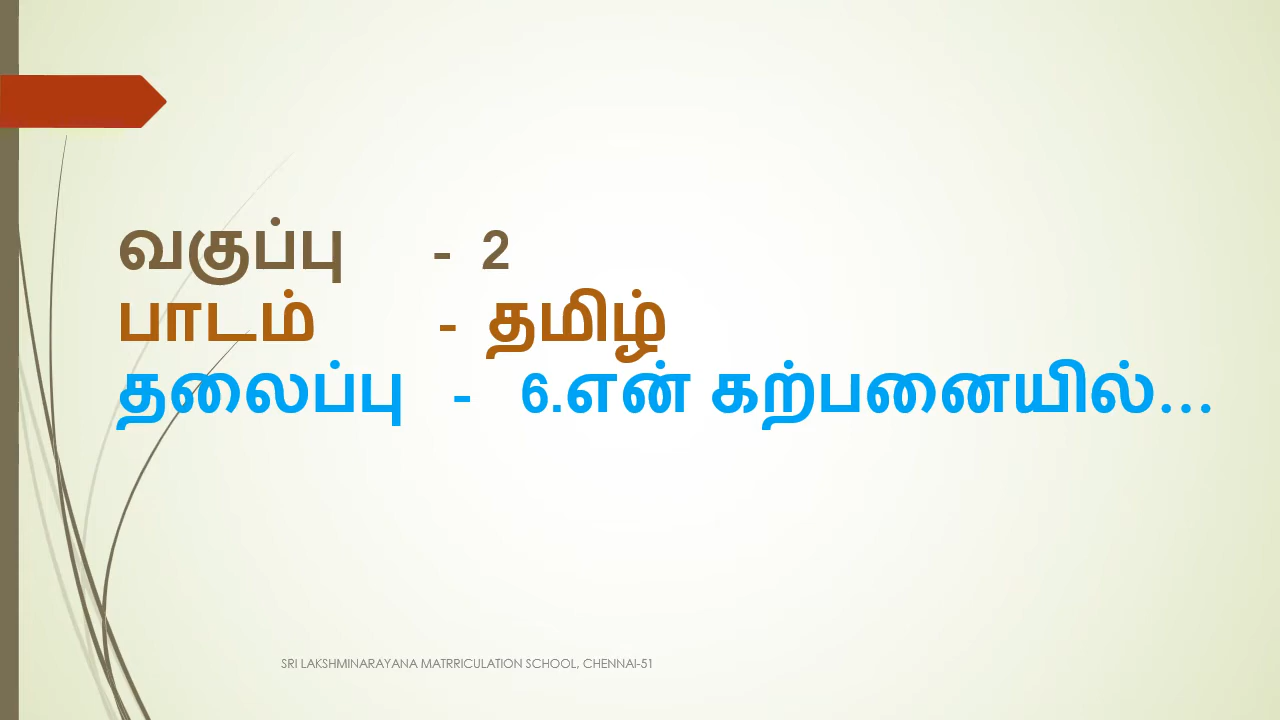 வகுப்பு - 2
பாடம் - தமிழ்
தலைப்பு - 6.என் கற்பனையில்...
SRI LAKSHMINARAYANA MATRRICULATION SCHOOL, CHENNAI-51